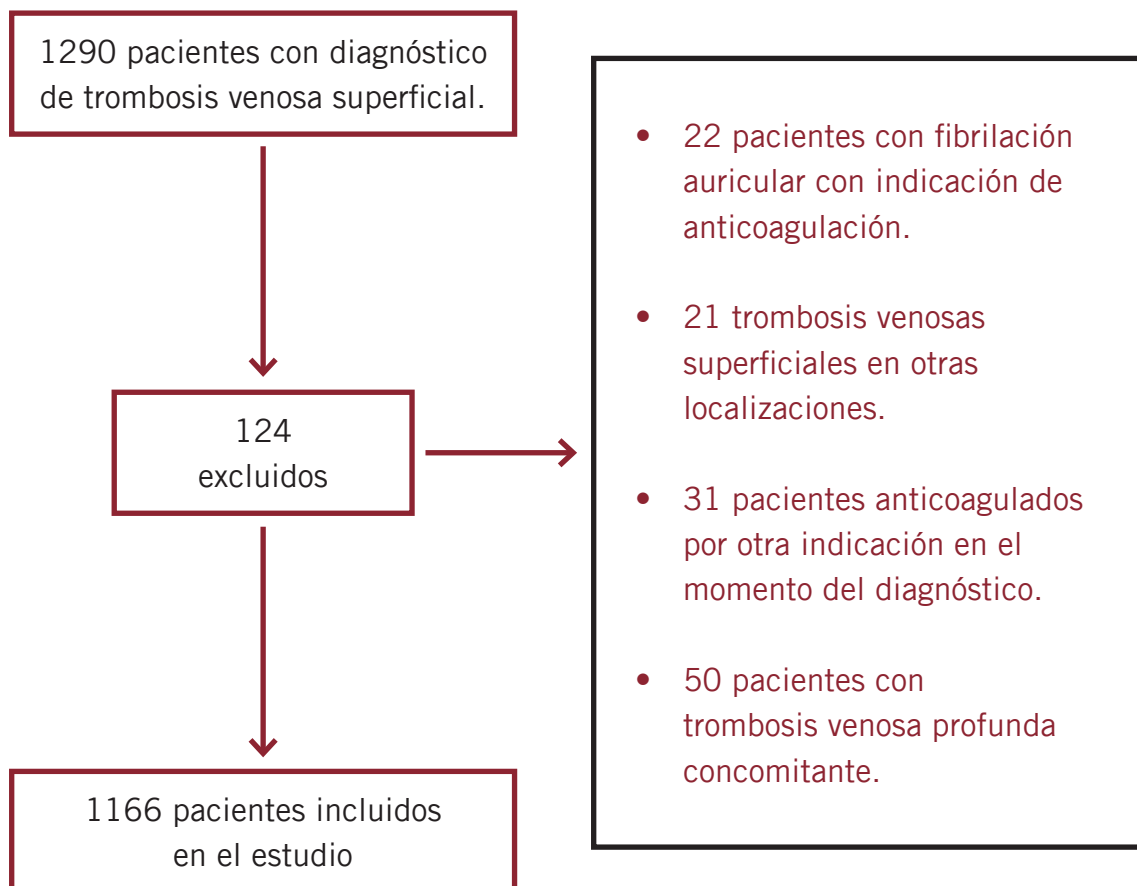 1290 pacientes con diagnóstico
de trombosis venosa superficial.
124
excluidos
• 22 pacientes con fibrilación
auricular con indicación de
anticoagulación.
• 21 trombosis venosas
superficiales en otras
localizaciones.
• 31 pacientes anticoagulados
por otra indicación en el
momento del diagnóstico.
• 50 pacientes con
trombosis venosa profunda
concomitante.
1166 pacientes incluidos
en el estudio